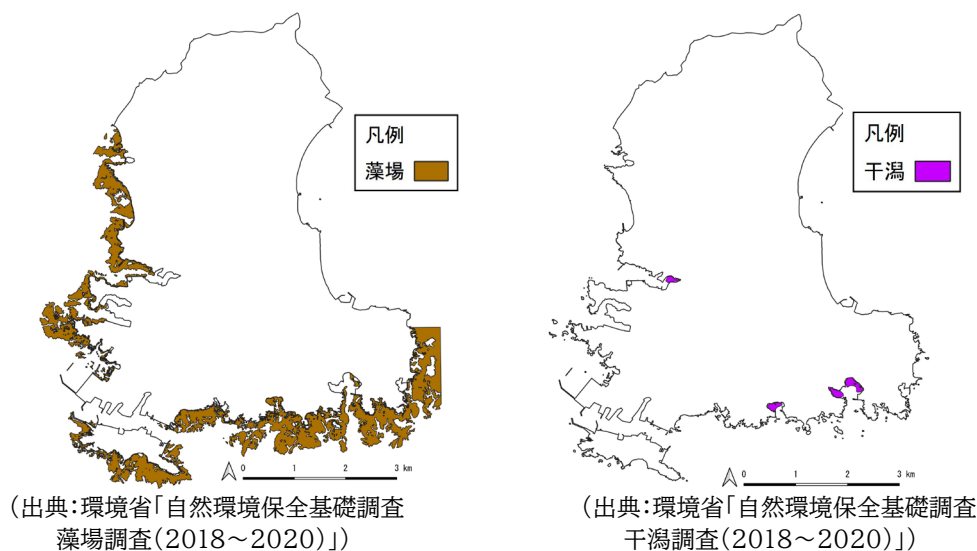 凡例
藻場
0 1 2 3 km
(出典:環境省「自然環境保全基礎調査
藻場調査(2018～2020)」)
凡例
干潟
0 1 2 3 km
(出典:環境省「自然環境保全基礎調査
干潟調査(2018～2020)」)